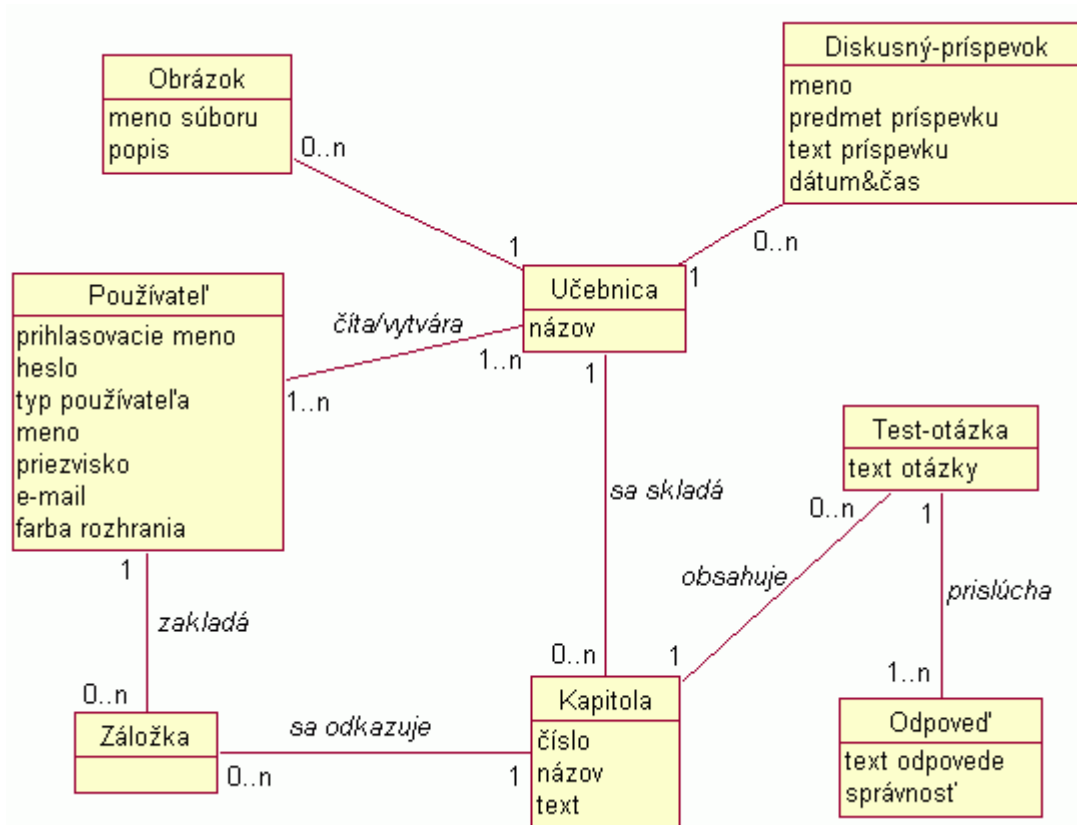 Obrázok
meno súboru
popis
0..n
1
Diskusný-príspevok
meno
predmet príspevku
text príspevku
dátum&čas
0..n
1
Učebnica
názov
Používateľ
prihlasovacie meno
heslo
typ používateľa
meno
priezvisko
e-mail
farba rozhrania
číta/vytvára
1..n
1..n
1
sa skladá
0..n
Test-otázka
text otázky
0..n
1
obsahuje
1
prislúcha
1..n
1
zakladá
0..n
Záložka
sa odkazuje
0..n
1
Kapitola
číslo
názov
text
Odpoveď
text odpovede
správnosť